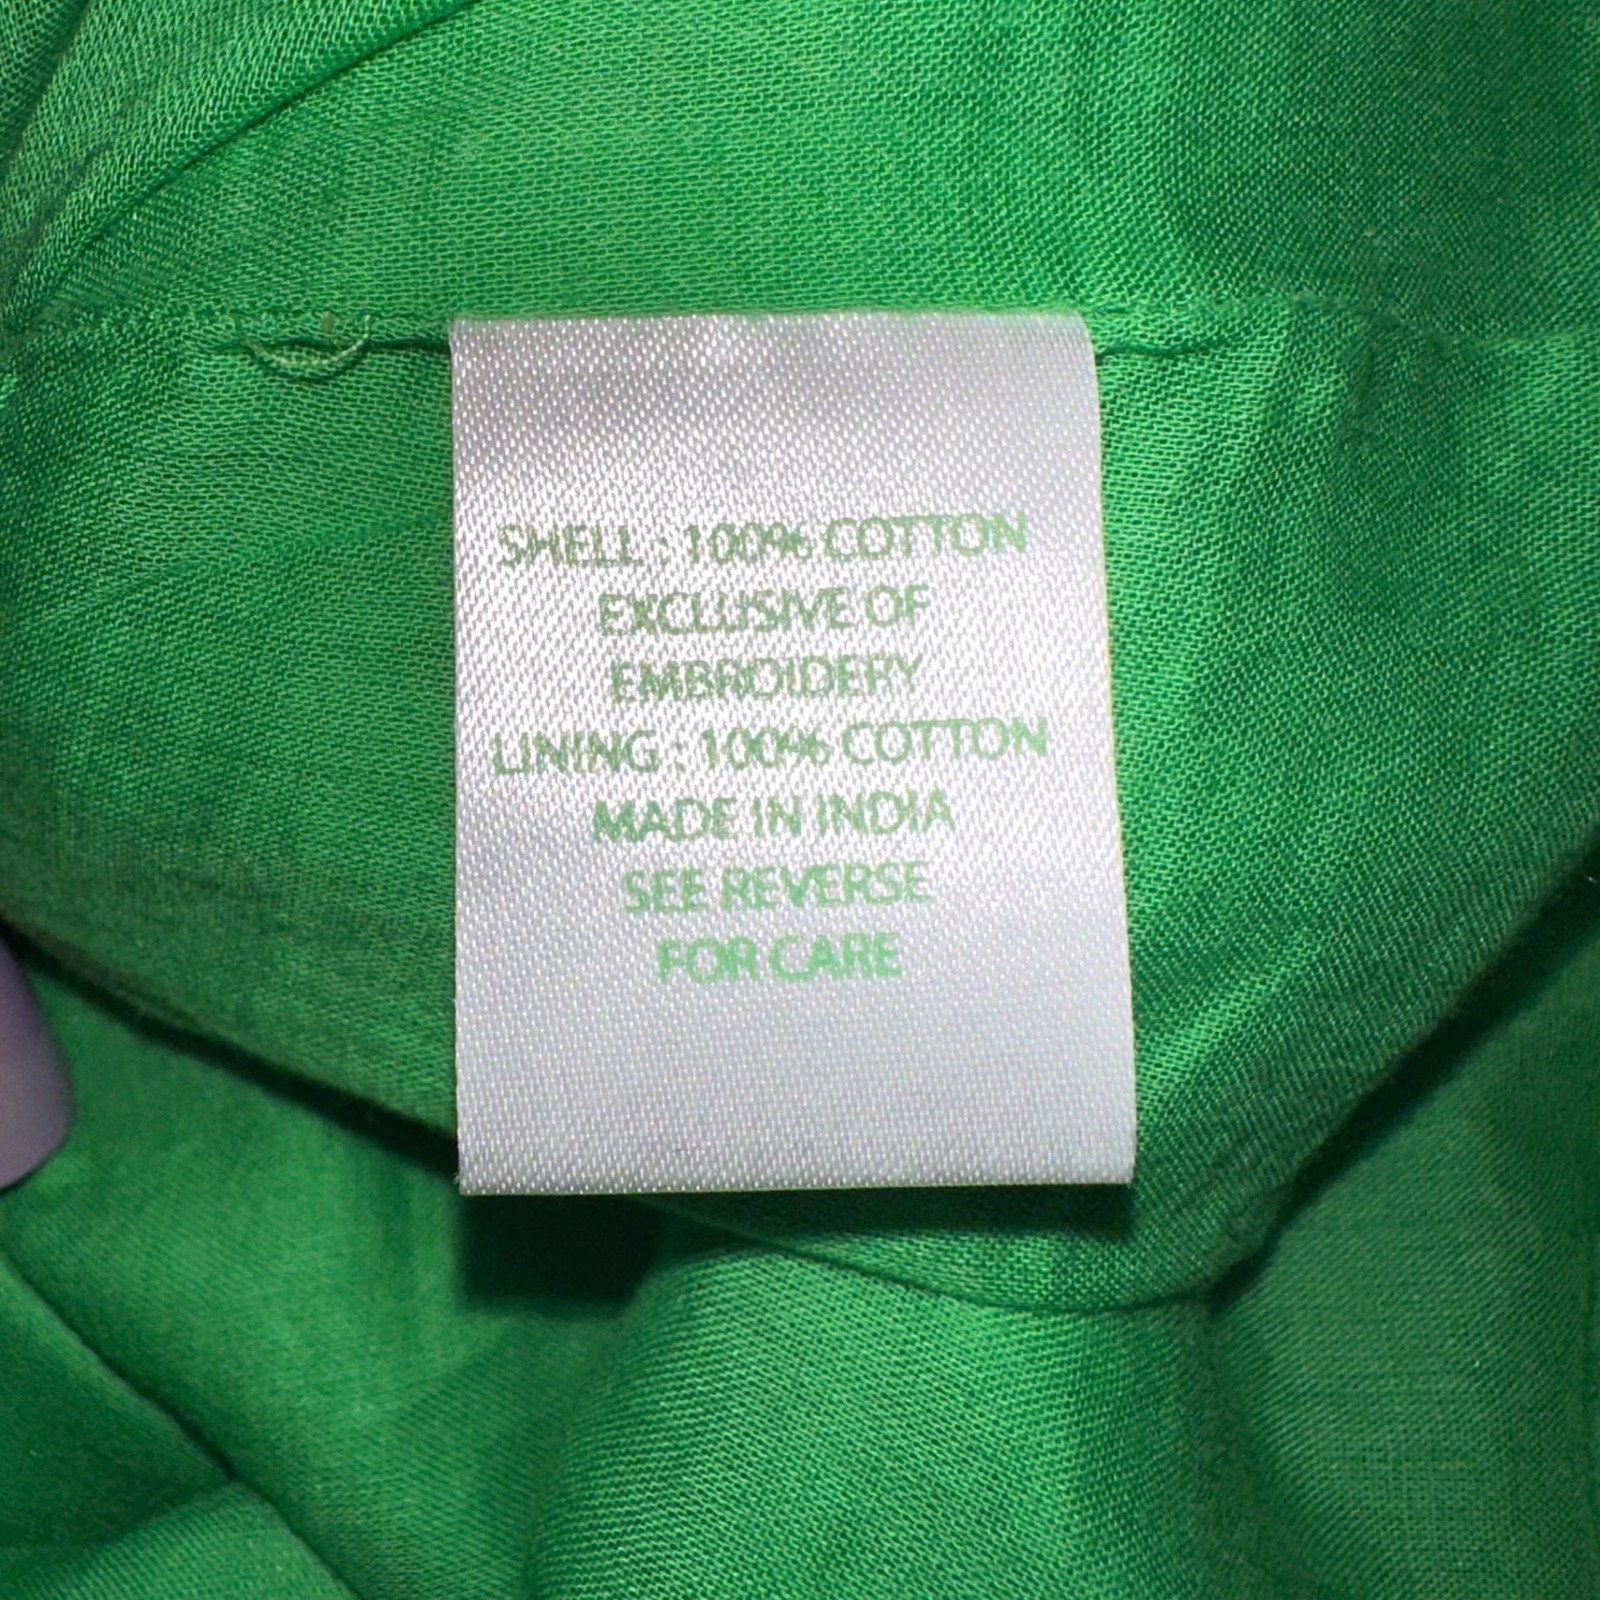 SHELL : 100% COTTON
EXCLUSIVE OF
EMBROIDERY
LINING : 100% COTTON
MADE IN INDIA
SEE REVERSE
FOR CARE